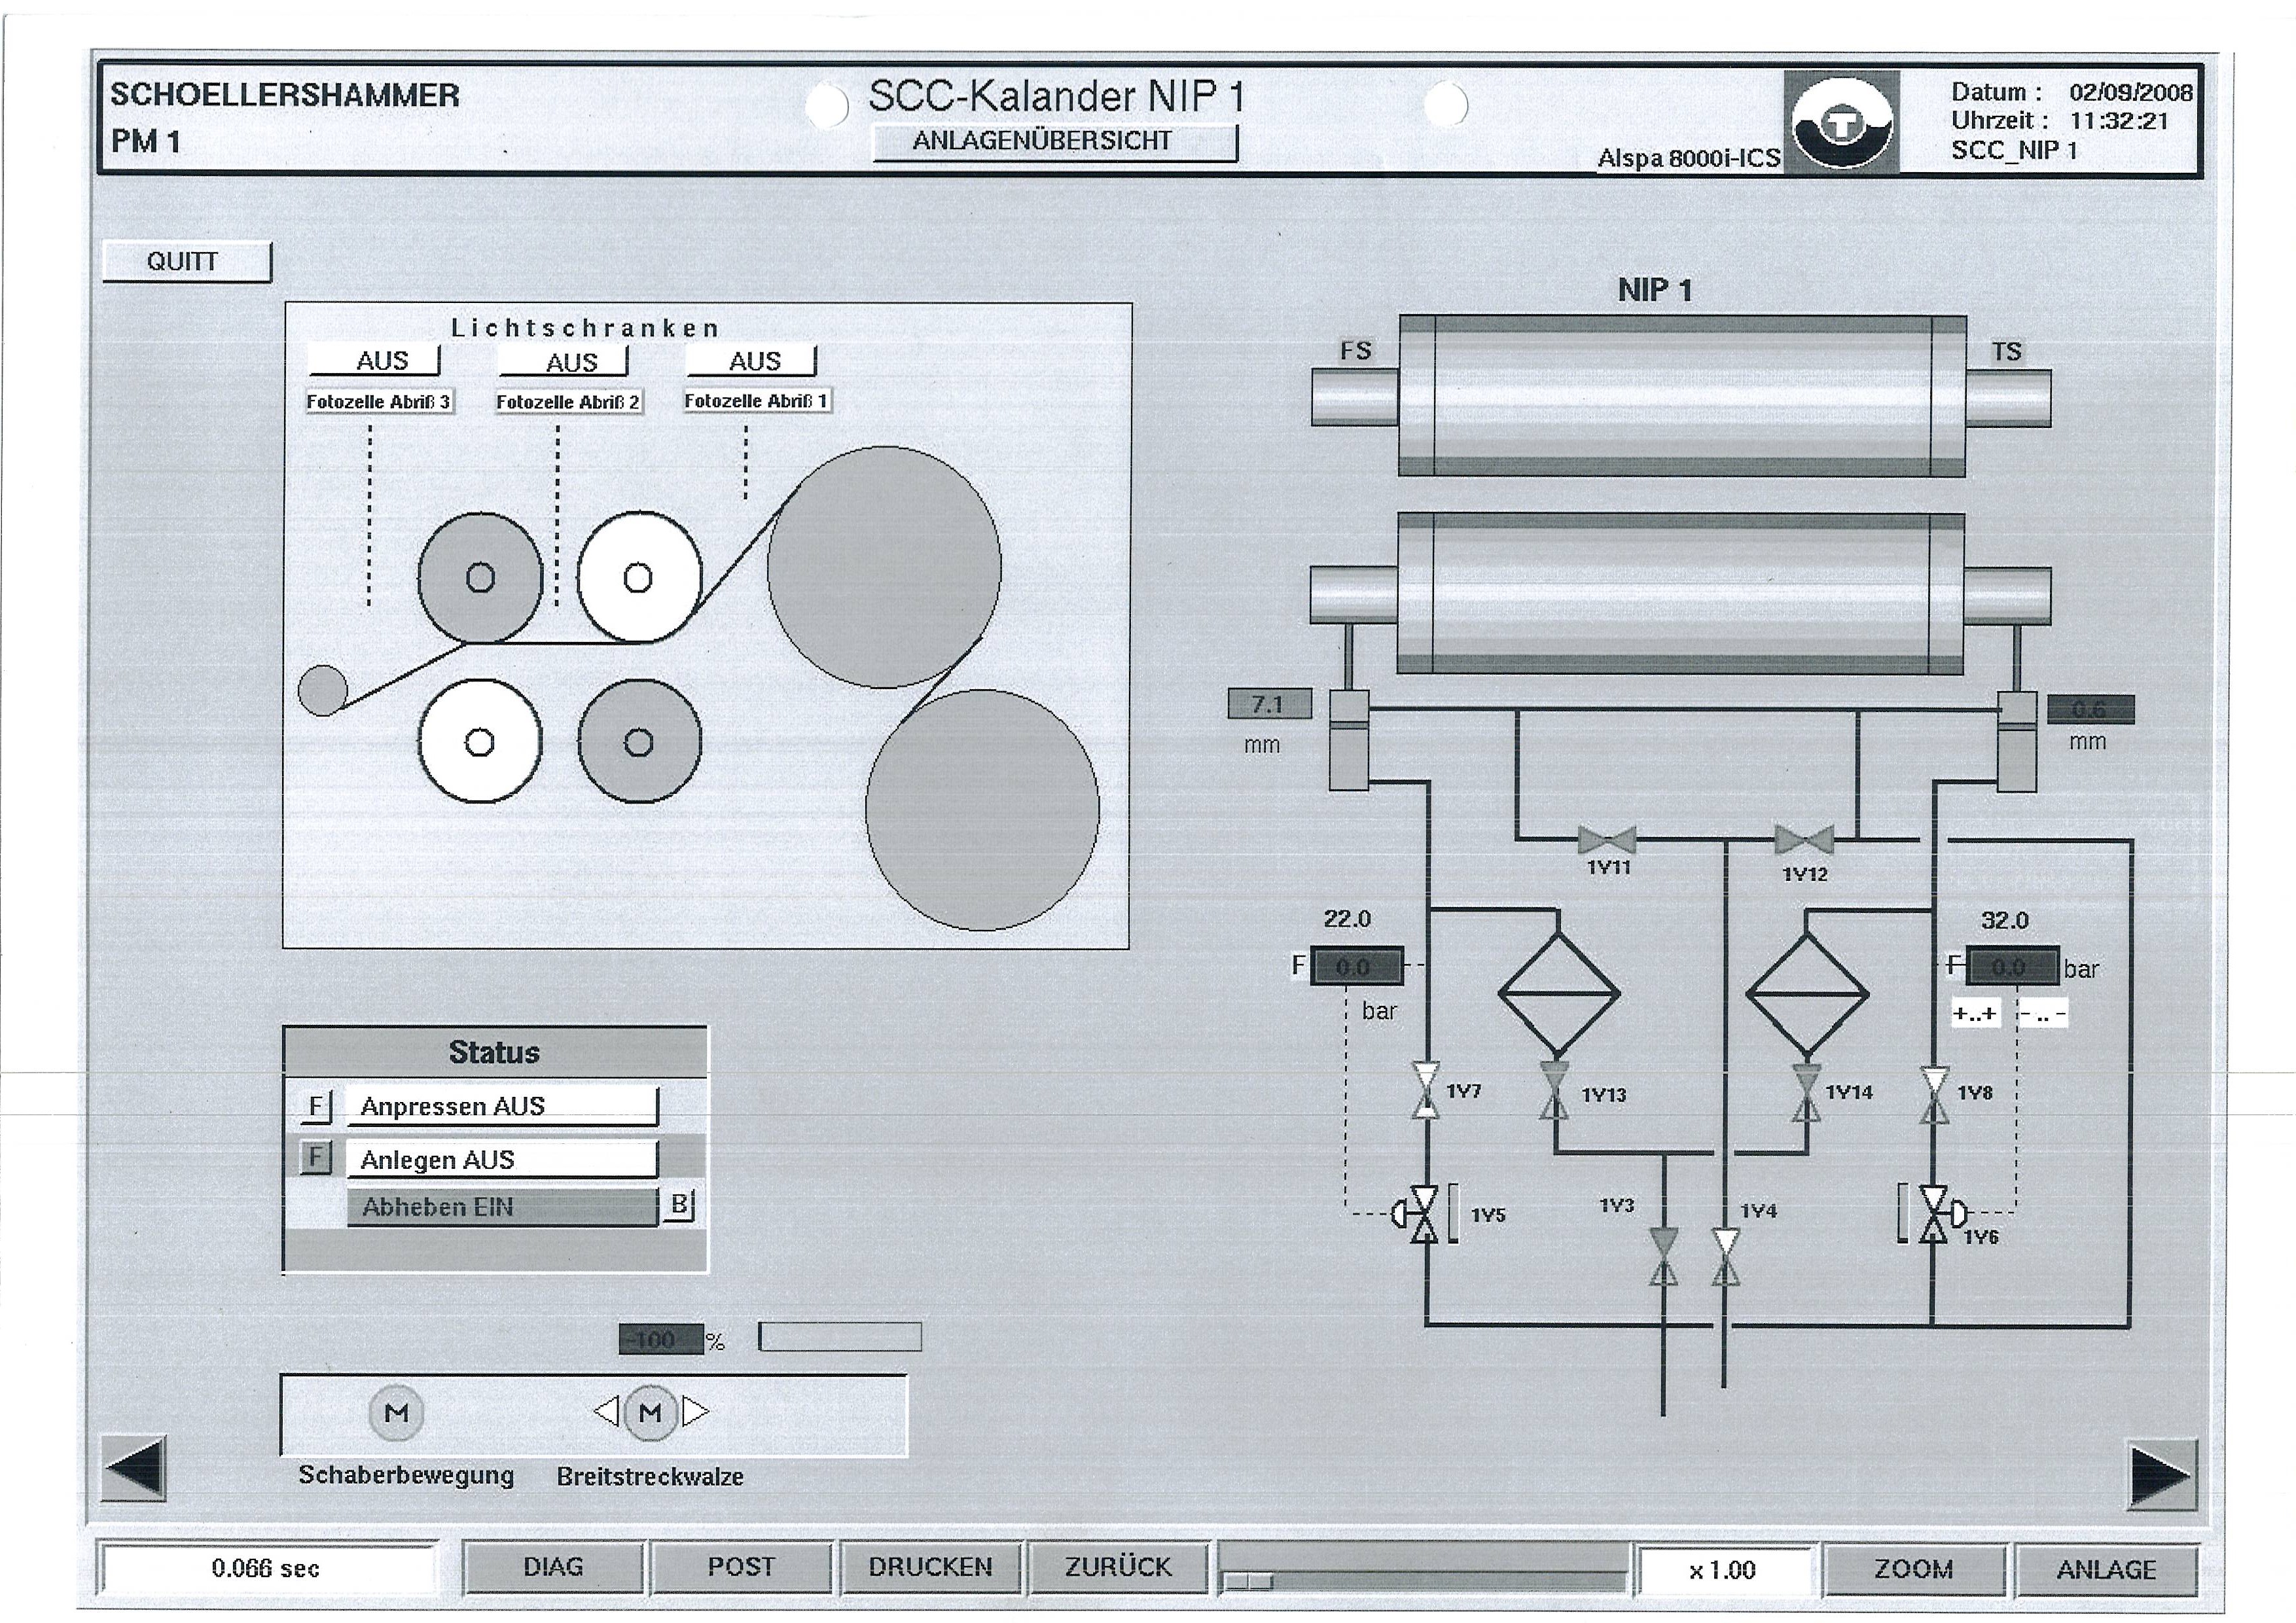 SCHOELLERSHAMMER
PM 1
SCC-Kalander NIP 1
ANLAGENÜBERSICHT
Alspa 8000i-ICS
T
Datum : 02/09/2008
Uhrzeit : 11:32:21
SCC_NIP 1
QUITT
Lichtschranken
AUS AUS AUS
Fotozelle Abriß 3 Fotozelle Abriß 2 Fotozelle Abriß 1
NIP 1
FS TS
7.1 0.6
mm mm
1Y11 1Y12
22.0 32.0
F 0.0 F 0.0 bar
bar +..+ -..-
Status
F Anpressen AUS
F Anlegen AUS
Abheben EIN B
1Y7 1Y13 1Y14 1Y8
1Y3 1Y4
1Y5 1Y6
-100 %
M M
Schaberbewegung Breitstreckwalze
0.066 sec DIAG POST DRUCKEN ZURÜCK x 1.00 ZOOM ANLAGE